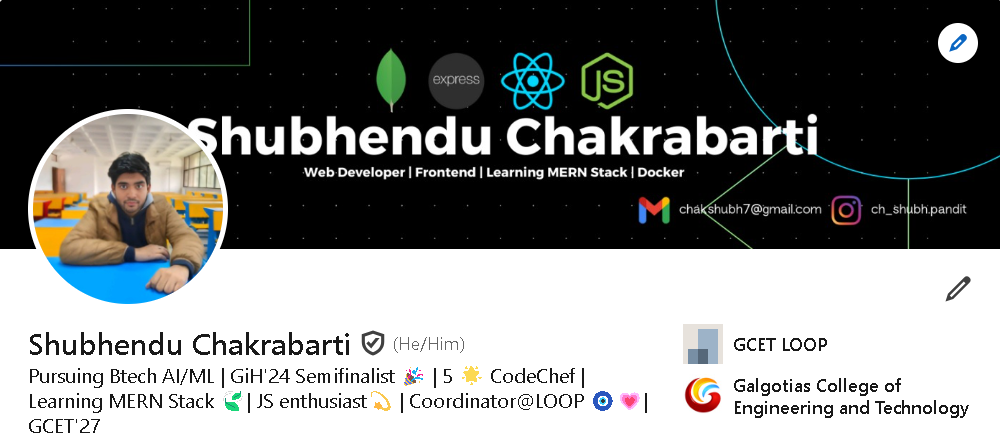 express
JS
Shubhendu Chakrabarti
Web Developer | Frontend | Learning MERN Stack | Docker
chakshubh7@gmail.com
ch_shubh.pandit
Shubhendu Chakrabarti (He/Him)
Pursuing Btech AI/ML | GiH'24 Semifinalist 🎉 | 5 🌟 CodeChef |
Learning MERN Stack 🍃 | JS enthusiast 💫 | Coordinator@LOOP 🧿 💗 |
GCET'27
GCET LOOP
Galgotias College of
Engineering and Technology